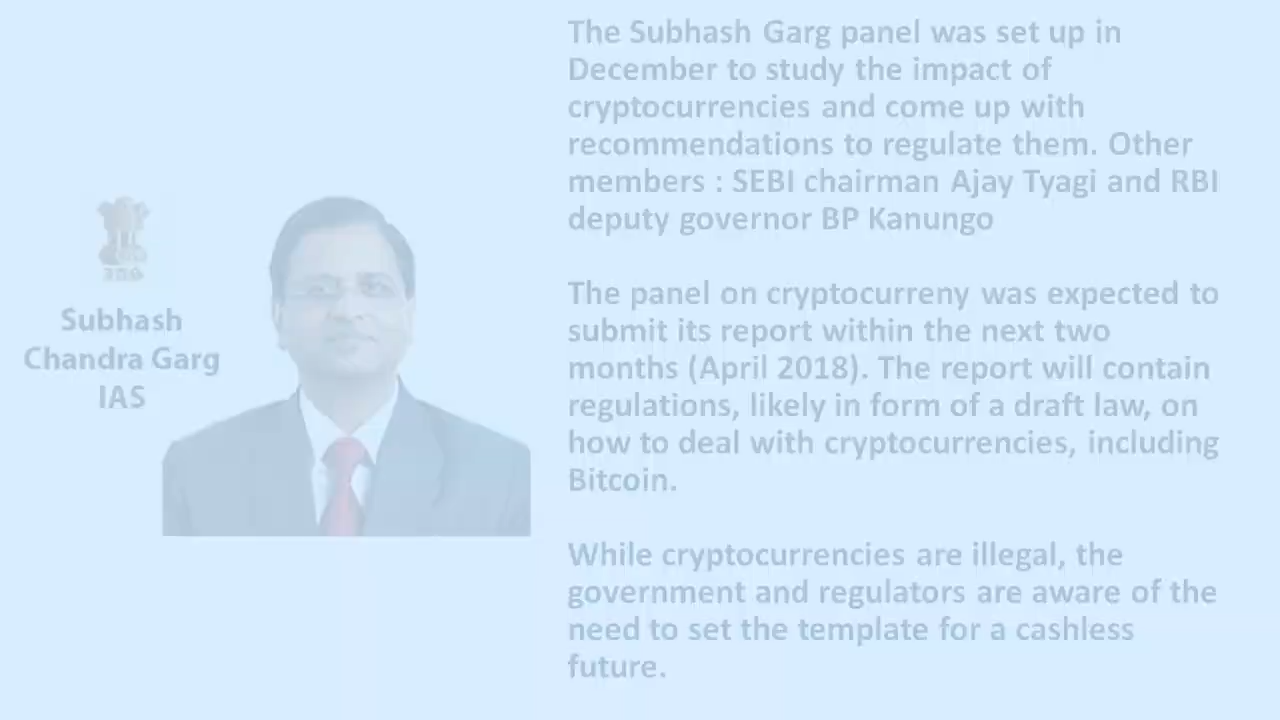 Subhash
Chandra Garg
IAS
The Subhash Garg panel was set up in
December to study the impact of
cryptocurrencies and come up with
recommendations to regulate them. Other
members : SEBI chairman Ajay Tyagi and RBI
deputy governor BP Kanungo
The panel on cryptocurreny was expected to
submit its report within the next two
months (April 2018). The report will contain
regulations, likely in form of a draft law, on
how to deal with cryptocurrencies, including
Bitcoin.
While cryptocurrencies are illegal, the
government and regulators are aware of the
need to set the template for a cashless
future.